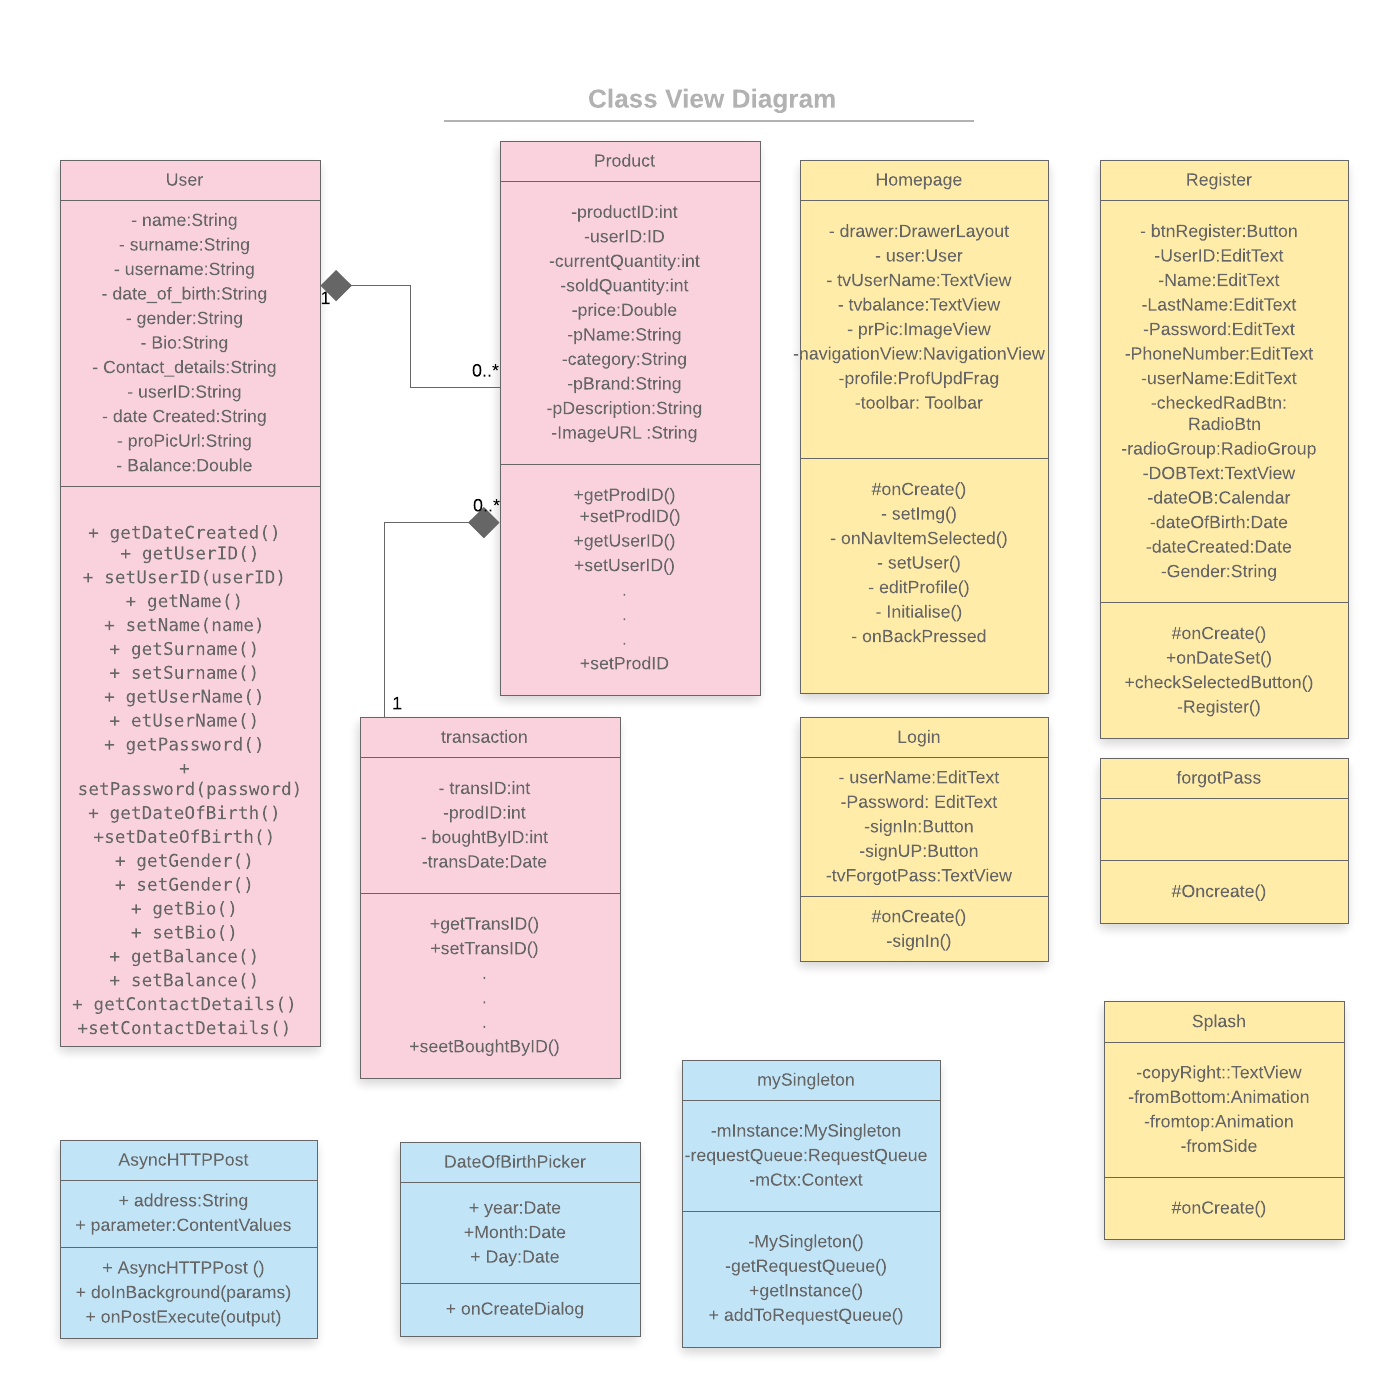 Class View Diagram
User
- name:String
- surname:String
- username:String
- date_of_birth:String
- gender:String
- Bio:String
- Contact_details:String
- userID:String
- date Created:String
- proPicUrl:String
- Balance:Double
+ getDateCreated()
+ getUserID()
+ setUserID(userID)
+ getName()
+ setName(name)
+ getSurname()
+ setSurname()
+ getUserName()
+ etUserName()
+ getPassword()
+
setPassword(password)
+ getDateOfBirth()
+setDateOfBirth()
+ getGender()
+ setGender()
+ getBio()
+ setBio()
+ getBalance()
+ setBalance()
+ getContactDetails()
+setContactDetails()
1
0..*
Product
-productID:int
-userID:ID
-currentQuantity:int
-soldQuantity:int
-price:Double
-pName:String
-category:String
-pBrand:String
-pDescription:String
-ImageURL :String
+getProdID()
+setProdID()
+getUserID()
+setUserID()
.
.
.
+setProdID
0..*
1
transaction
- transID:int
-prodID:int
- boughtByID:int
-transDate:Date
+getTransID()
+setTransID()
.
.
.
+seetBoughtByID()
Homepage
- drawer:DrawerLayout
- user:User
- tvUserName:TextView
- tvbalance:TextView
- prPic:ImageView
-navigationView:NavigationView
-profile:ProfUpdFrag
-toolbar: Toolbar
#onCreate()
- setImg()
- onNavItemSelected()
- setUser()
- editProfile()
- Initialise()
- onBackPressed
Register
- btnRegister:Button
-UserID:EditText
-Name:EditText
-LastName:EditText
-Password:EditText
-PhoneNumber:EditText
-userName:EditText
-checkedRadBtn:
RadioBtn
-radioGroup:RadioGroup
-DOBText:TextView
-dateOB:Calendar
-dateOfBirth:Date
-dateCreated:Date
-Gender:String
#onCreate()
+onDateSet()
+checkSelectedButton()
-Register()
Login
- userName:EditText
-Password: EditText
-signIn:Button
-signUP:Button
-tvForgotPass:TextView
#onCreate()
-signIn()
forgotPass
#Oncreate()
Splash
-copyRight::TextView
-fromBottom:Animation
-fromtop:Animation
-fromSide
#onCreate()
mySingleton
-mInstance:MySingleton
-requestQueue:RequestQueue
-mCtx:Context
-MySingleton()
-getRequestQueue()
+getInstance()
+ addToRequestQueue()
AsyncHTTPPost
+ address:String
+ parameter:ContentValues
+ AsyncHTTPPost ()
+ doInBackground(params)
+ onPostExecute(output)
DateOfBirthPicker
+ year:Date
+Month:Date
+ Day:Date
+ onCreateDialog